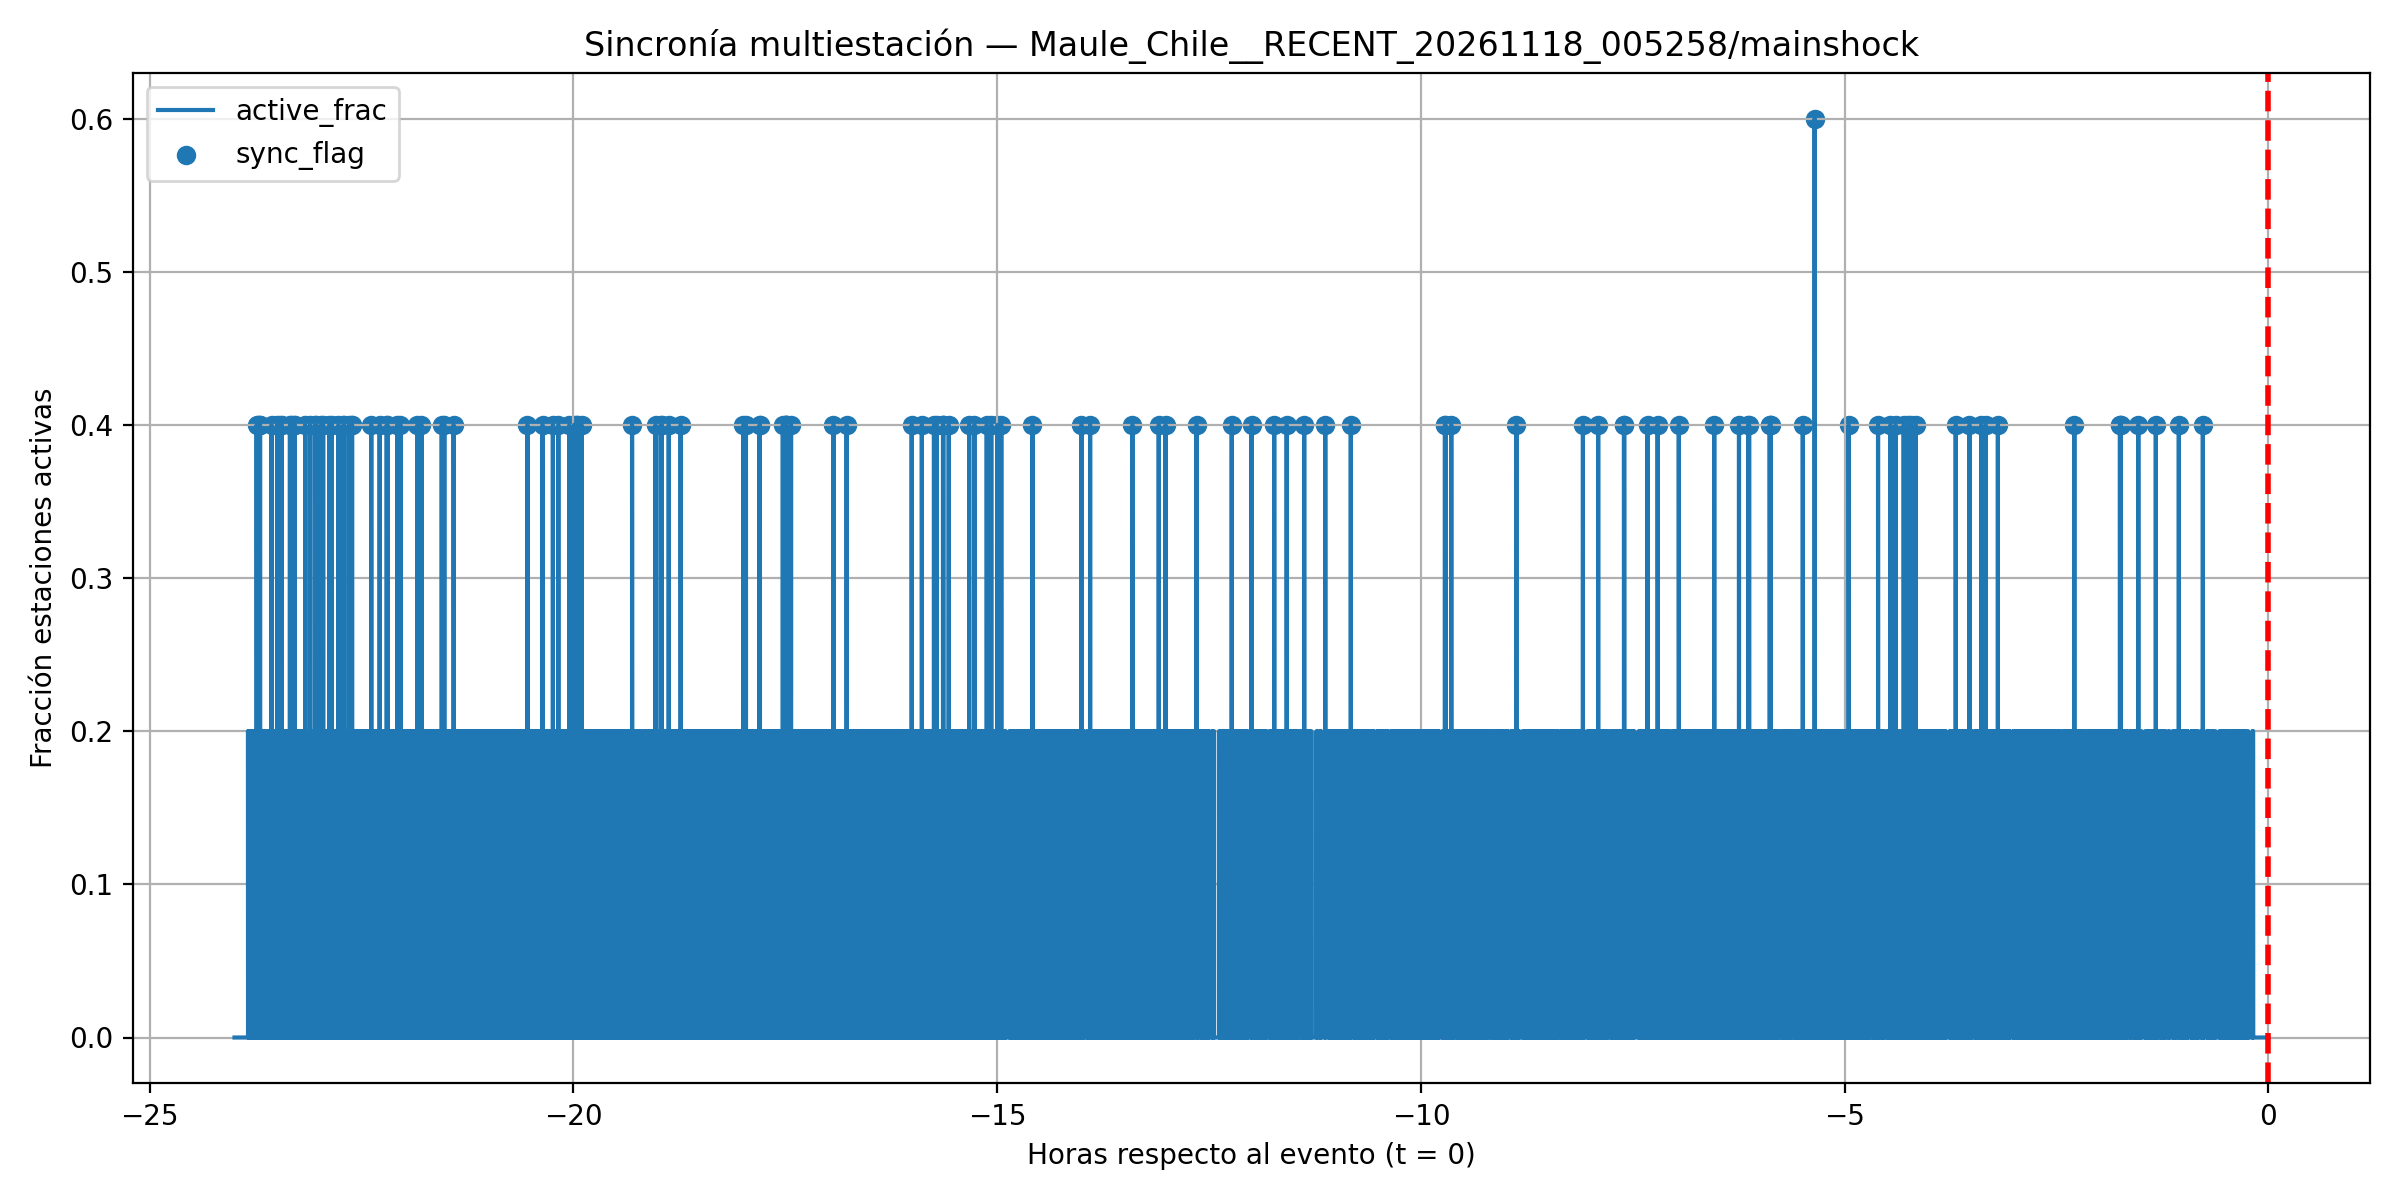 Sincronía multiestación — Maule_Chile__RECENT_20261118_005258/mainshock
active_frac
sync_flag
Fracción estaciones activas
0.6
0.5
0.4
0.3
0.2
0.1
0.0
−25 −20 −15 −10 −5 0
Horas respecto al evento (t = 0)